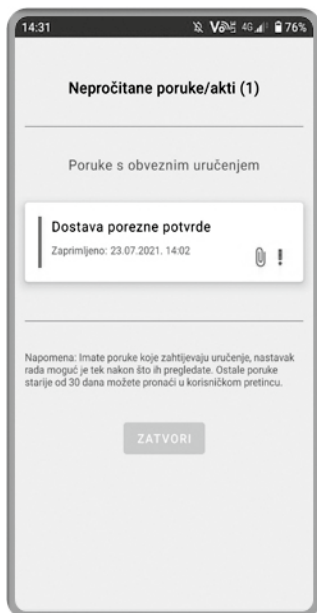 14:31 4G 76%
Nepročitane poruke/akti (1)
Poruke s obveznim uručenjem
Dostava porezne potvrde
Zaprimljeno: 23.07.2021. 14:02
Napomena: Imate poruke koje zahtijevaju uručenje, nastavak
rada moguć je tek nakon što ih pregledate. Ostale poruke
starije od 30 dana možete pronaći u korisničkom pretincu.
ZATVORI